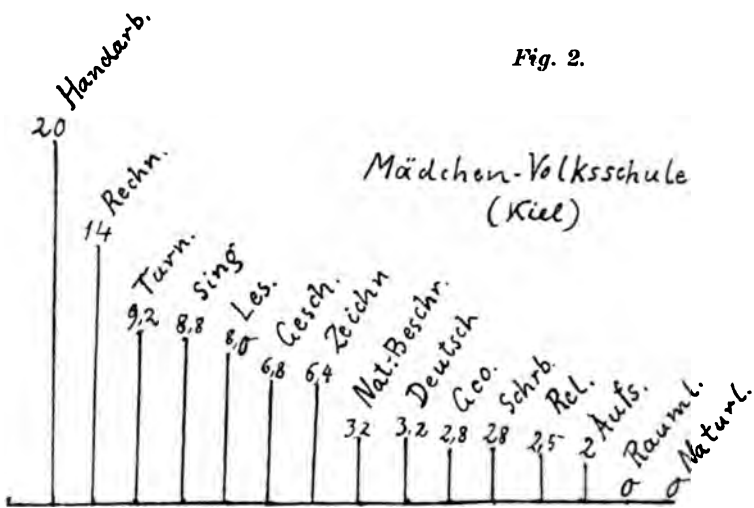 Fig. 2.
Mädchen-Volksschule
(Kiel)
20 Handarb.
14 Rechn.
9,2 Turn.
8,8 Sing
8,0 Les.
6,8 Gesch.
6,4 Zeichn
3,2 Nat.-Beschr.
3,2 Deutsch
2,8 Geo.
28 Schrb.
2,5 Rel.
2 Aufs.
0 Rauml.
0 Naturl.